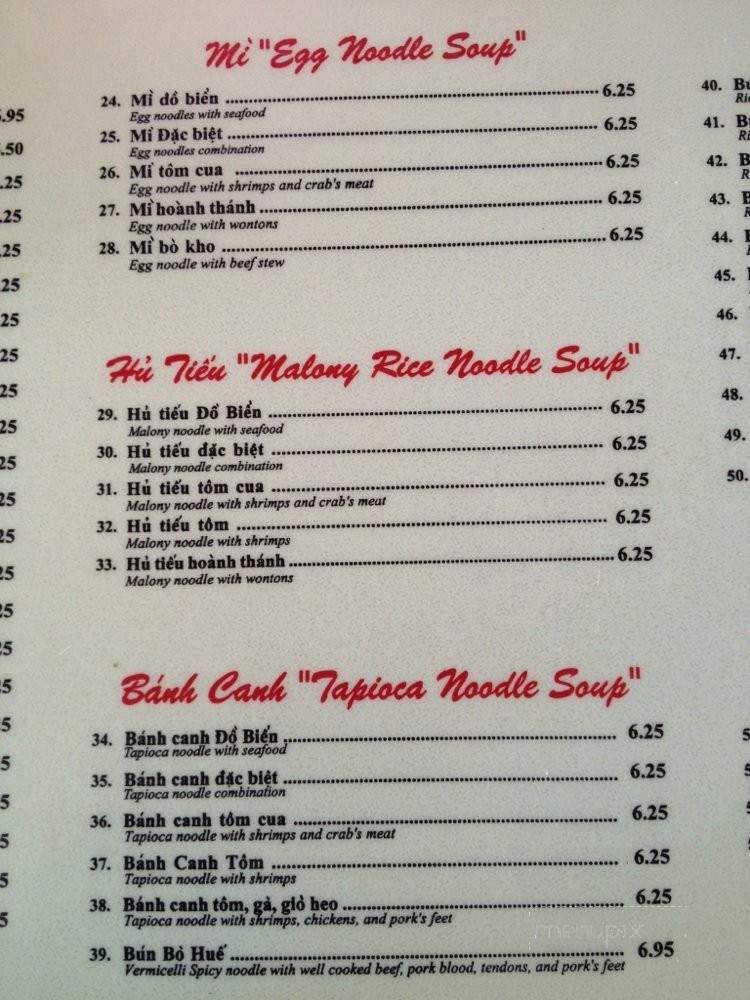 Mì "Egg Noodle Soup"
24. Mì đồ biển 6.25
Egg noodles with seafood
25. Mí Đặc biệt 6.25
Egg noodles combination
26. Mì tôm cua 6.25
Egg noodle with shrimps and crab's meat
27. Mì hoành thánh 6.25
Egg noodle with wontons
28. Mì bò kho 6.25
Egg noodle with beef stew
Hủ Tiếu "Malony Rice Noodle Soup"
29. Hủ tiếu Đồ Biển 6.25
Malony noodle with seafood
30. Hủ tiếu đặc biệt 6.25
Malony noodle combination
31. Hủ tiếu tôm cua 6.25
Malony noodle with shrimps and crab's meat
32. Hủ tiếu tôm 6.25
Malony noodle with shrimps
33. Hủ tiếu hoành thánh 6.25
Malony noodle with wontons
Bánh Canh "Tapioca Noodle Soup"
34. Bánh canh Đồ Biển 6.25
Tapioca noodle with seafood
35. Bánh canh đặc biệt 6.25
Tapioca noodle combination
36. Bánh canh tôm cua 6.25
Tapioca noodle with shrimps and crab's meat
37. Bánh Canh Tôm 6.25
Tapioca noodle with shrimps
38. Bánh canh tôm, gà, giò heo 6.25
Tapioca noodle with shrimps, chickens, and pork's feet
39. Bún Bò Huế 6.95
Vermicelli Spicy noodle with well cooked beef, pork blood, tendons, and pork's feet
40.
41.
42.
43.
44.
45.
46.
47.
48.
49.
50.
menupix